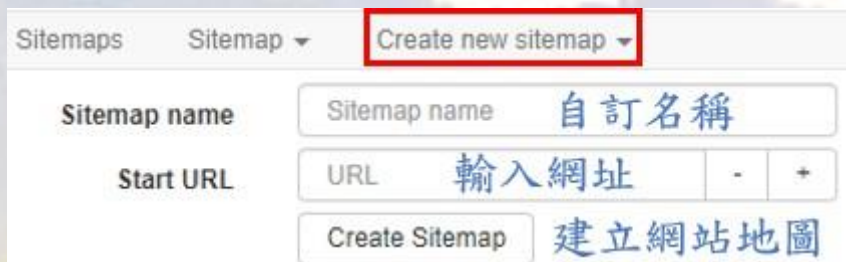 Sitemaps Sitemap Create new sitemap
Sitemap name Sitemap name 自訂名稱
Start URL URL 輸入網址 - +
Create Sitemap 建立網站地圖